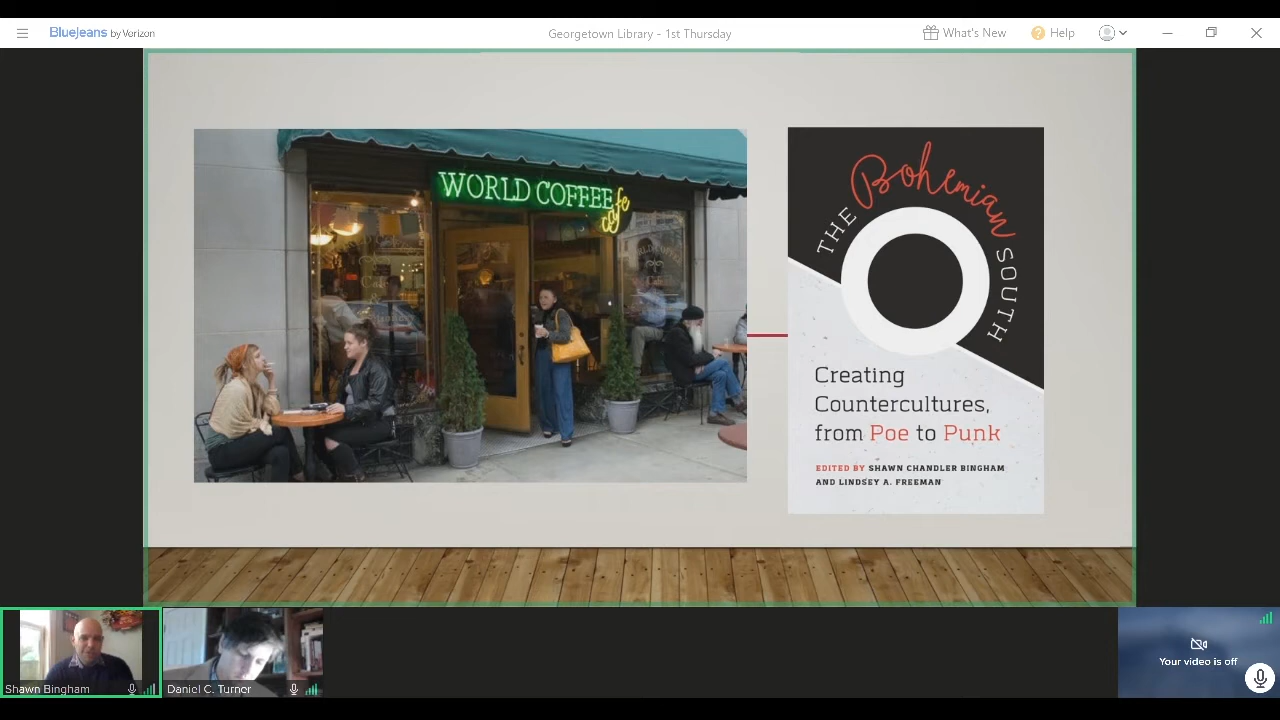 Bluejeans by Verizon
Georgetown Library - 1st Thursday
What's New
Help
WORLD COFFEE
cafe
THE Bohemian SOUTH
Creating
Countercultures,
from Poe to Punk
EDITED BY SHAWN CHANDLER BINGHAM
AND LINDSEY A. FREEMAN
Shawn Bingham
Daniel C. Turner
Your video is off